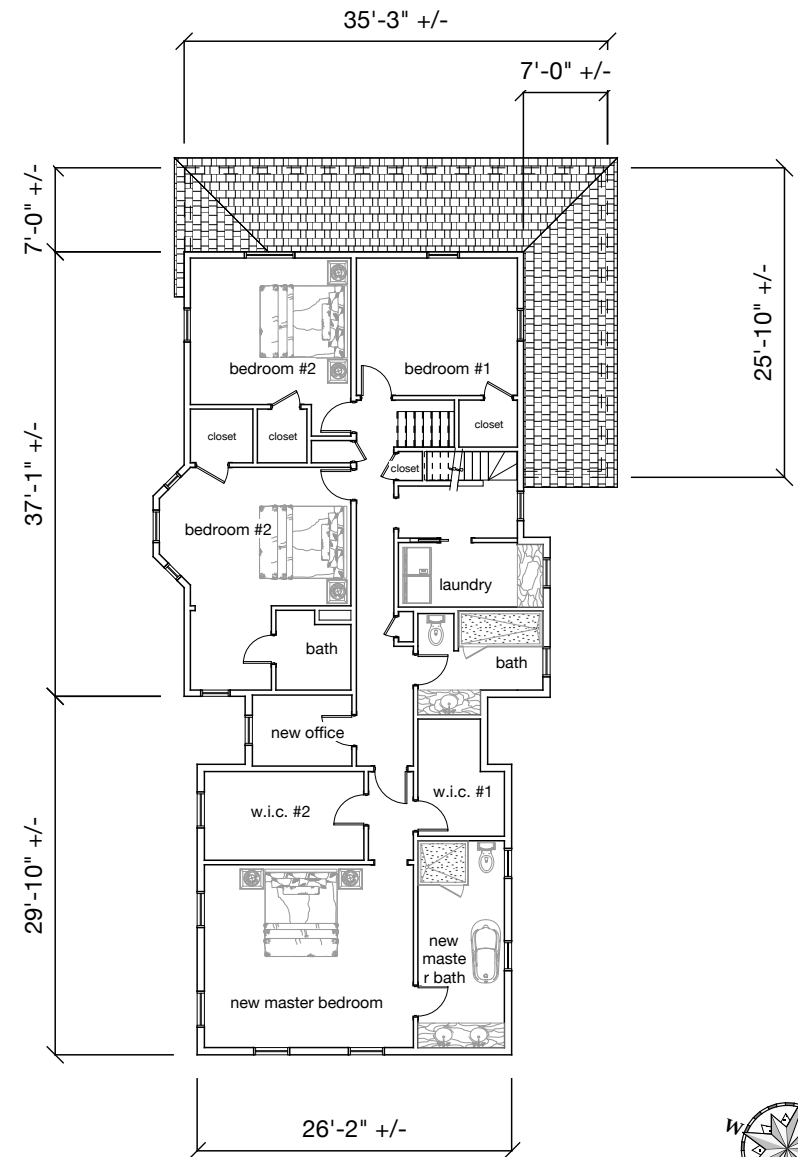 35'-3" +/-
7'-0" +/-
7'-0" +/-
25'-10" +/-
bedroom #2
bedroom #1
closet
closet
closet
37'-1" +/-
closet
bedroom #2
laundry
bath
bath
new office
w.i.c. #2
w.i.c. #1
29'-10" +/-
new
maste
r bath
new master bedroom
26'-2" +/-
W